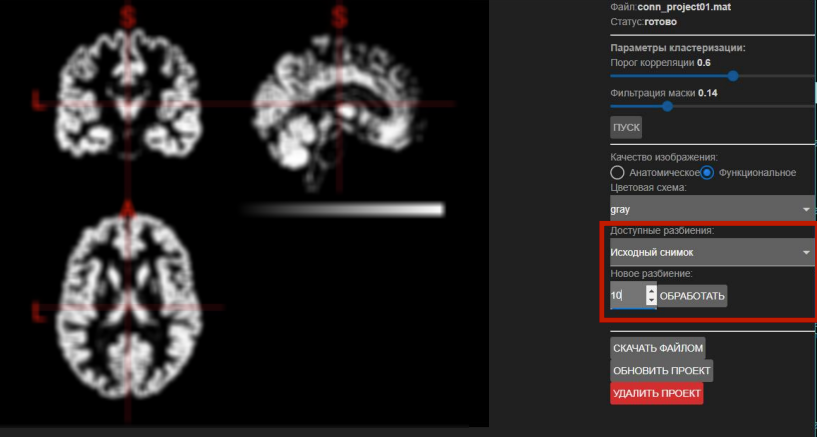 S
S
L
A
L
Файл:conn_project01.mat
Статус:готово
Параметры кластеризации:
Порог корреляции 0.6
Фильтрация маски 0.14
ПУСК
Качество изображения:
Анатомическое Функциональное
Цветовая схема:
gray
Доступные разбиения:
Исходный снимок
Новое разбиение:
10 ОБРАБОТАТЬ
СКАЧАТЬ ФАЙЛОМ
ОБНОВИТЬ ПРОЕКТ
УДАЛИТЬ ПРОЕКТ